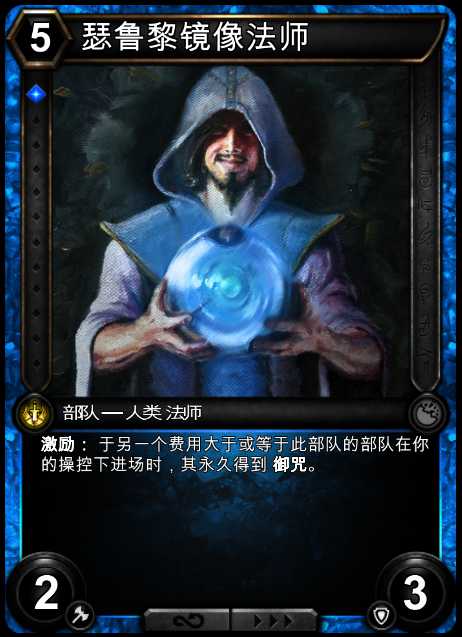 5 瑟鲁黎镜像法师
部队 — 人类 法师
激励： 于另一个费用大于或等于此部队的部队在你
的操控下进场时，其永久得到 御咒。
2 3